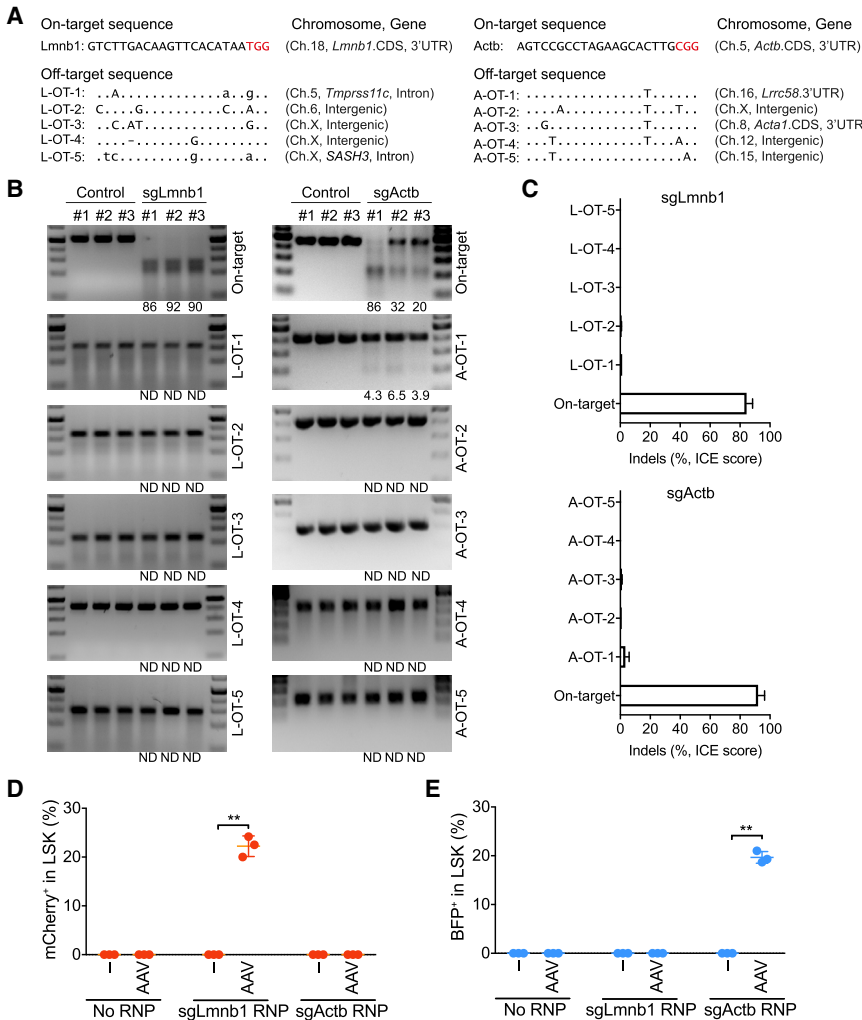 A
On-target sequence
Chromosome, Gene
Lmnb1: GTCTTGACAAGTTCACATAATGG
(Ch.18, Lmnb1.CDS, 3'UTR)
Off-target sequence
L-OT-1: ..A.............a..g
(Ch.5, Tmprss11c, Intron)
L-OT-2: C....G..........C..A.
(Ch.6, Intergenic)
L-OT-3: ..C.AT.............G
(Ch.X, Intergenic)
L-OT-4: ....-.......G.......
(Ch.X, Intergenic)
L-OT-5: .tc.........g......a..
(Ch.X, SASH3, Intron)
On-target sequence
Chromosome, Gene
Actb: AGTCCGCCTAGAAGCACTTGCGG
(Ch.5, Actb.CDS, 3'UTR)
Off-target sequence
A-OT-1: .................T.....
(Ch.16, Lrrc58.3'UTR)
A-OT-2: .....A...........T...T.
(Ch.X, Intergenic)
A-OT-3: ...G.............T.....
(Ch.8, Acta1.CDS, 3'UTR)
A-OT-4: ....T............T...A.
(Ch.12, Intergenic)
A-OT-5: ....T............T....A
(Ch.15, Intergenic)
B
Control
sgLmnb1
#1 #2 #3 #1 #2 #3
On-target
86 92 90
L-OT-1
ND ND ND
L-OT-2
ND ND ND
L-OT-3
ND ND ND
L-OT-4
ND ND ND
L-OT-5
ND ND ND
Control
sgActb
#1 #2 #3 #1 #2 #3
On-target
86 32 20
A-OT-1
4.3 6.5 3.9
A-OT-2
ND ND ND
A-OT-3
ND ND ND
A-OT-4
ND ND ND
A-OT-5
ND ND ND
C
sgLmnb1
L-OT-5
L-OT-4
L-OT-3
L-OT-2
L-OT-1
On-target
0 20 40 60 80 100
Indels (%, ICE score)
sgActb
A-OT-5
A-OT-4
A-OT-3
A-OT-2
A-OT-1
On-target
0 20 40 60 80 100
Indels (%, ICE score)
D
mCherry+ in LSK (%)
30
20
10
0
**
– AAV – AAV – AAV
No RNP sgLmnb1 RNP sgActb RNP
E
BFP+ in LSK (%)
30
20
10
0
**
– AAV – AAV – AAV
No RNP sgLmnb1 RNP sgActb RNP